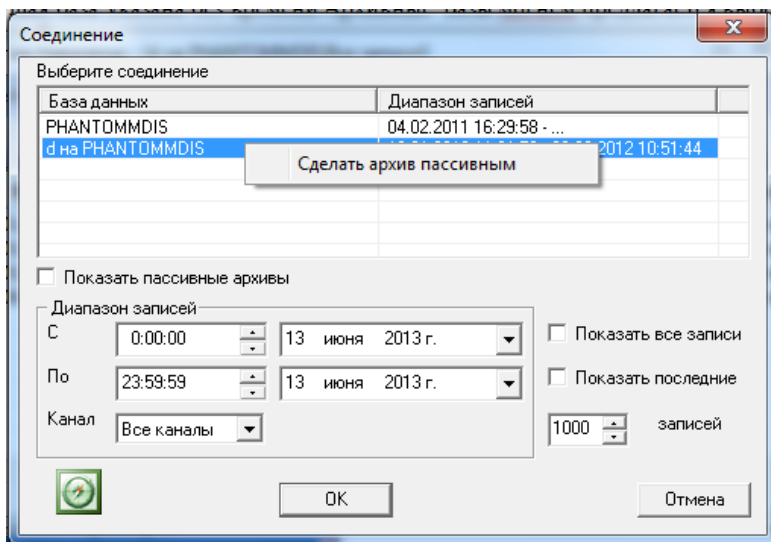 Соединение
Выберите соединение
База данных Диапазон записей
PHANTOMMDIS 04.02.2011 16:29:58 - ...
d на PHANTOMMDIS 2012 10:51:44
Сделать архив пассивным
Показать пассивные архивы
Диапазон записей
С 0:00:00 13 июня 2013 г. Показать все записи
По 23:59:59 13 июня 2013 г. Показать последние
Канал Все каналы 1000 записей
OK Отмена